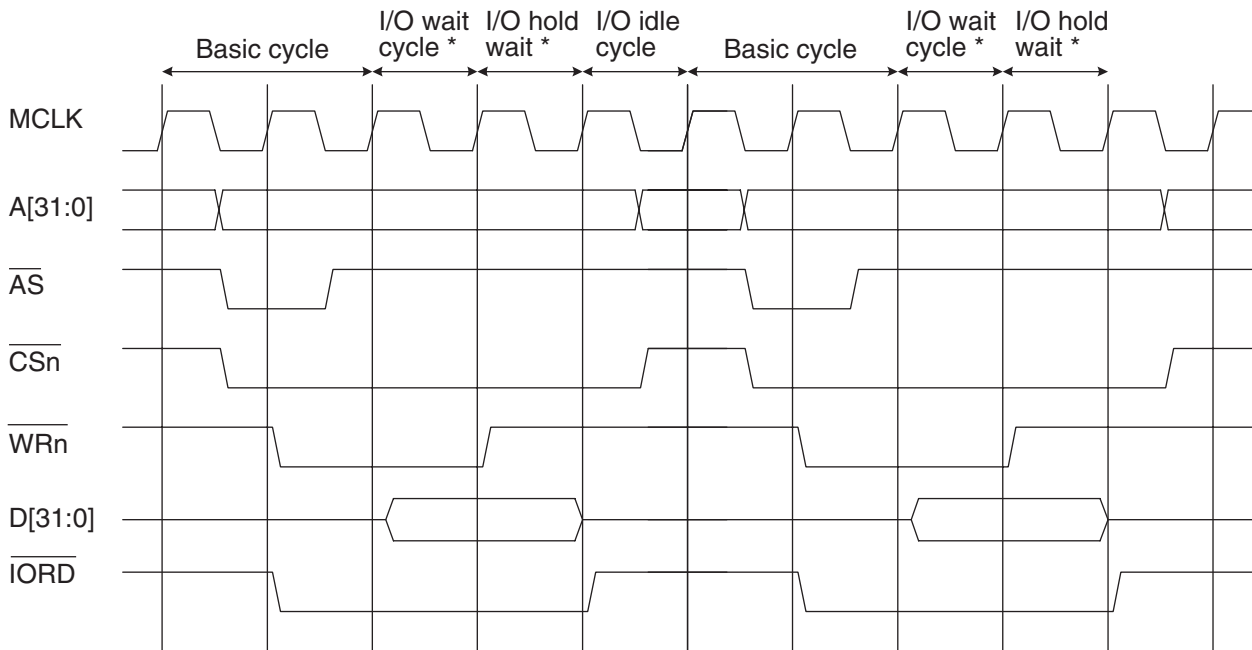 I/O wait I/O hold I/O idle I/O wait I/O hold
Basic cycle cycle * wait * cycle Basic cycle cycle * wait *
MCLK
A[31:0]
AS
CSn
WRn
D[31:0]
IORD